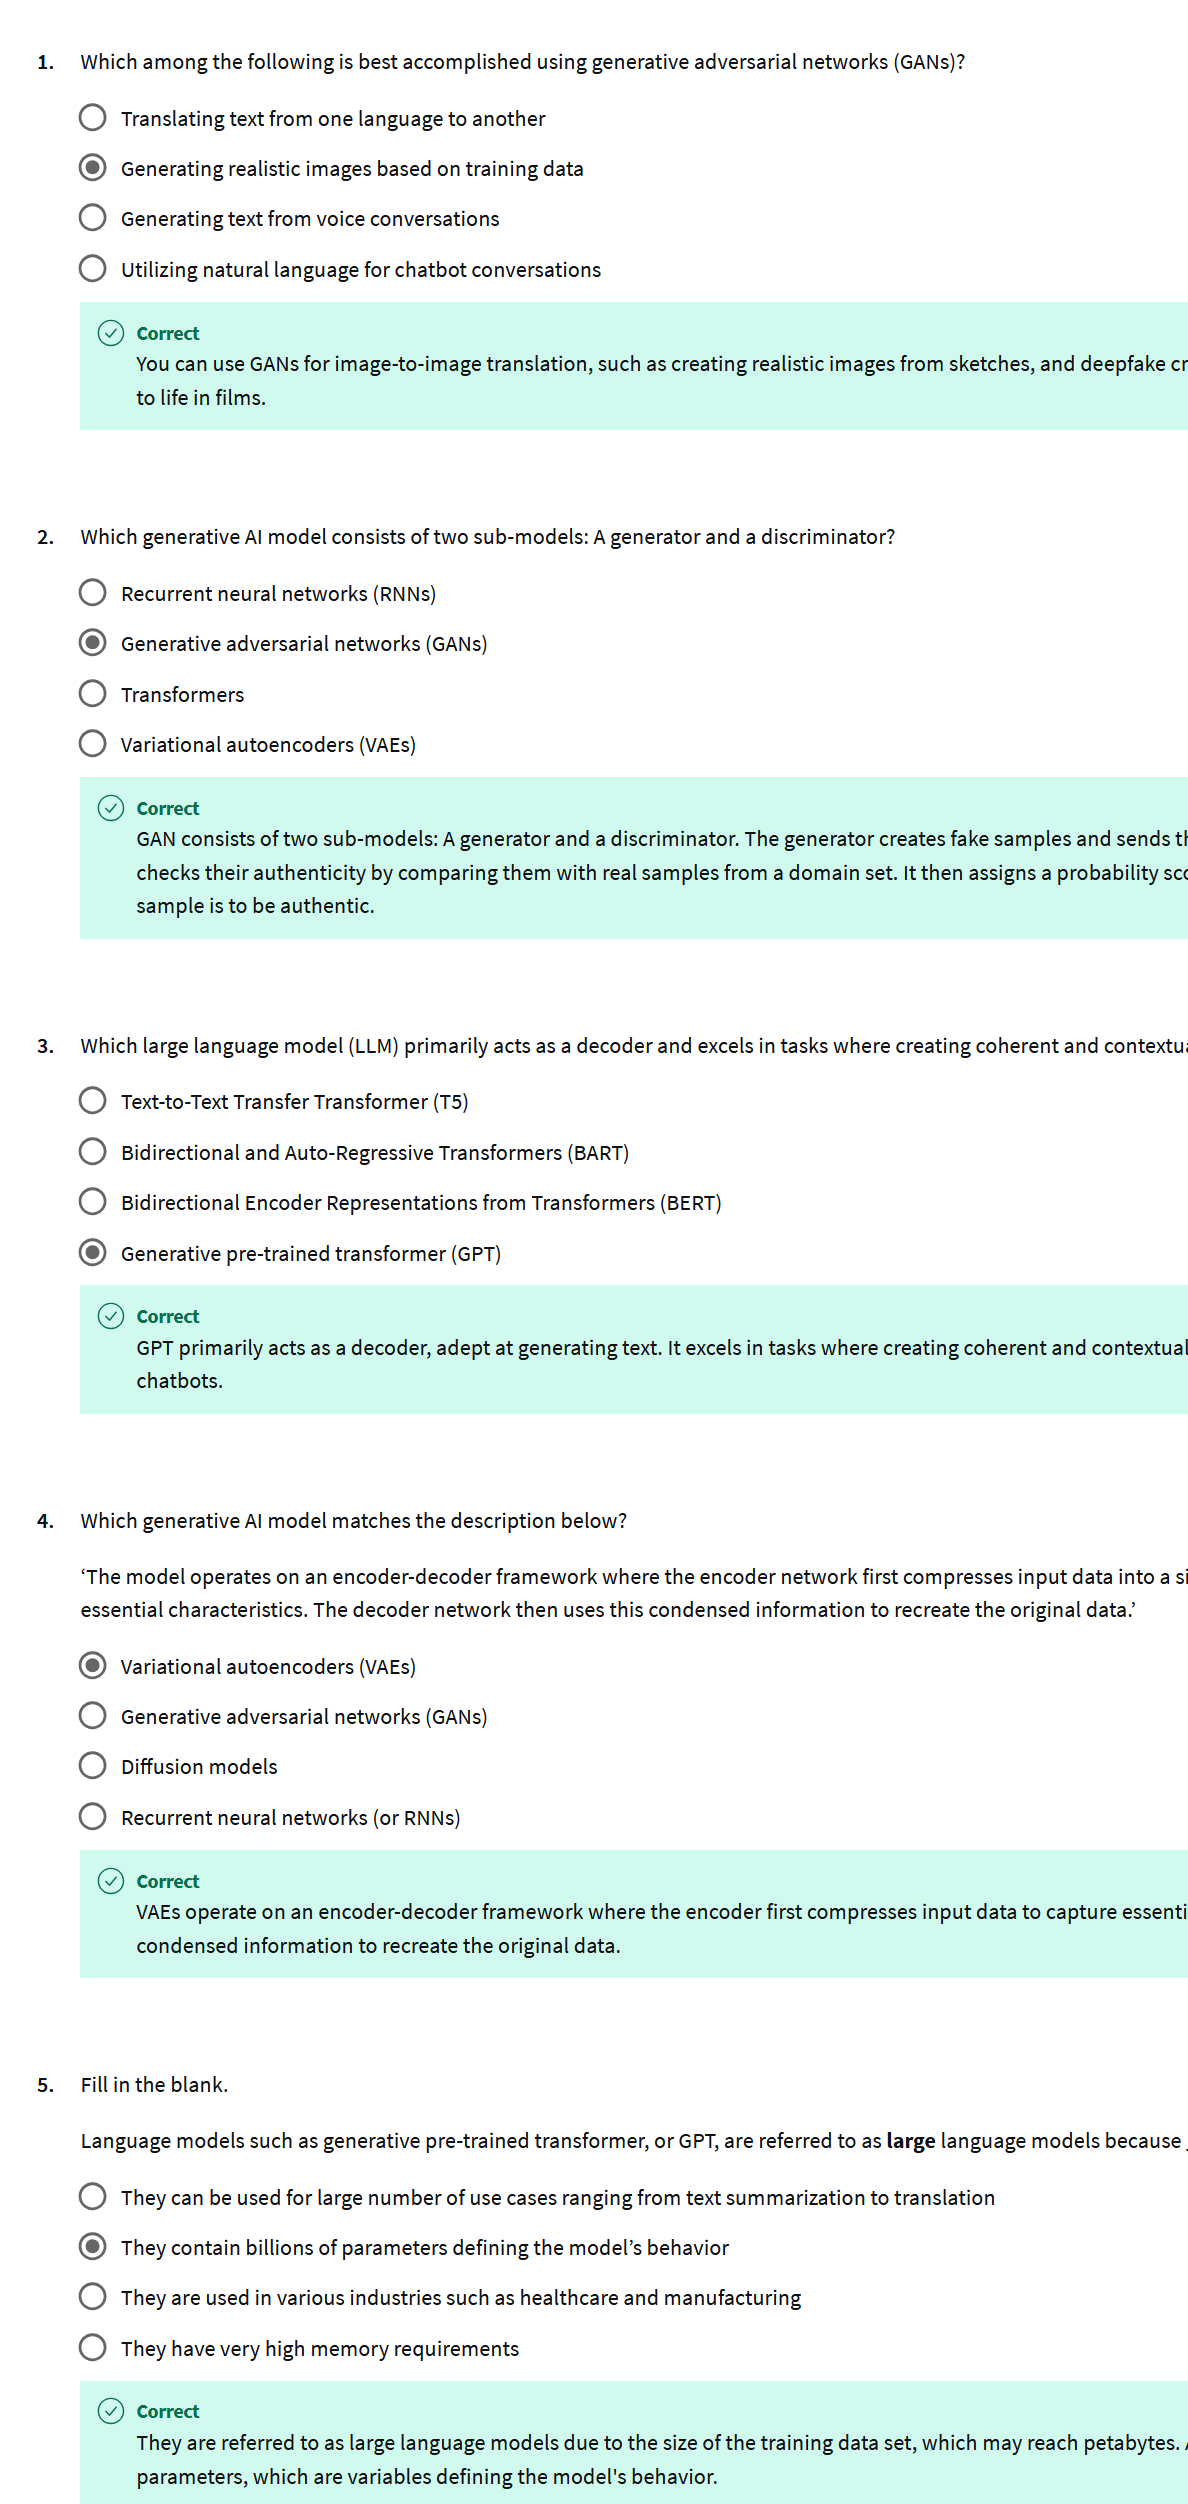 1. Which among the following is best accomplished using generative adversarial networks (GANs)?
Translating text from one language to another
Generating realistic images based on training data
Generating text from voice conversations
Utilizing natural language for chatbot conversations
Correct
You can use GANs for image-to-image translation, such as creating realistic images from sketches, and deepfake
to life in films.
2. Which generative AI model consists of two sub-models: A generator and a discriminator?
Recurrent neural networks (RNNs)
Generative adversarial networks (GANs)
Transformers
Variational autoencoders (VAEs)
Correct
GAN consists of two sub-models: A generator and a discriminator. The generator creates fake samples and sends
checks their authenticity by comparing them with real samples from a domain set. It then assigns a probability
sample is to be authentic.
3. Which large language model (LLM) primarily acts as a decoder and excels in tasks where creating coherent and
Text-to-Text Transfer Transformer (T5)
Bidirectional and Auto-Regressive Transformers (BART)
Bidirectional Encoder Representations from Transformers (BERT)
Generative pre-trained transformer (GPT)
Correct
GPT primarily acts as a decoder, adept at generating text. It excels in tasks where creating coherent and
chatbots.
4. Which generative AI model matches the description below?
‘The model operates on an encoder-decoder framework where the encoder network first compresses input data into a
essential characteristics. The decoder network then uses this condensed information to recreate the original data.’
Variational autoencoders (VAEs)
Generative adversarial networks (GANs)
Diffusion models
Recurrent neural networks (or RNNs)
Correct
VAEs operate on an encoder-decoder framework where the encoder first compresses input data to capture
condensed information to recreate the original data.
5. Fill in the blank.
Language models such as generative pre-trained transformer, or GPT, are referred to as large language models because
They can be used for large number of use cases ranging from text summarization to translation
They contain billions of parameters defining the model’s behavior
They are used in various industries such as healthcare and manufacturing
They have very high memory requirements
Correct
They are referred to as large language models due to the size of the training data set, which may reach petabytes.
parameters, which are variables defining the model's behavior.